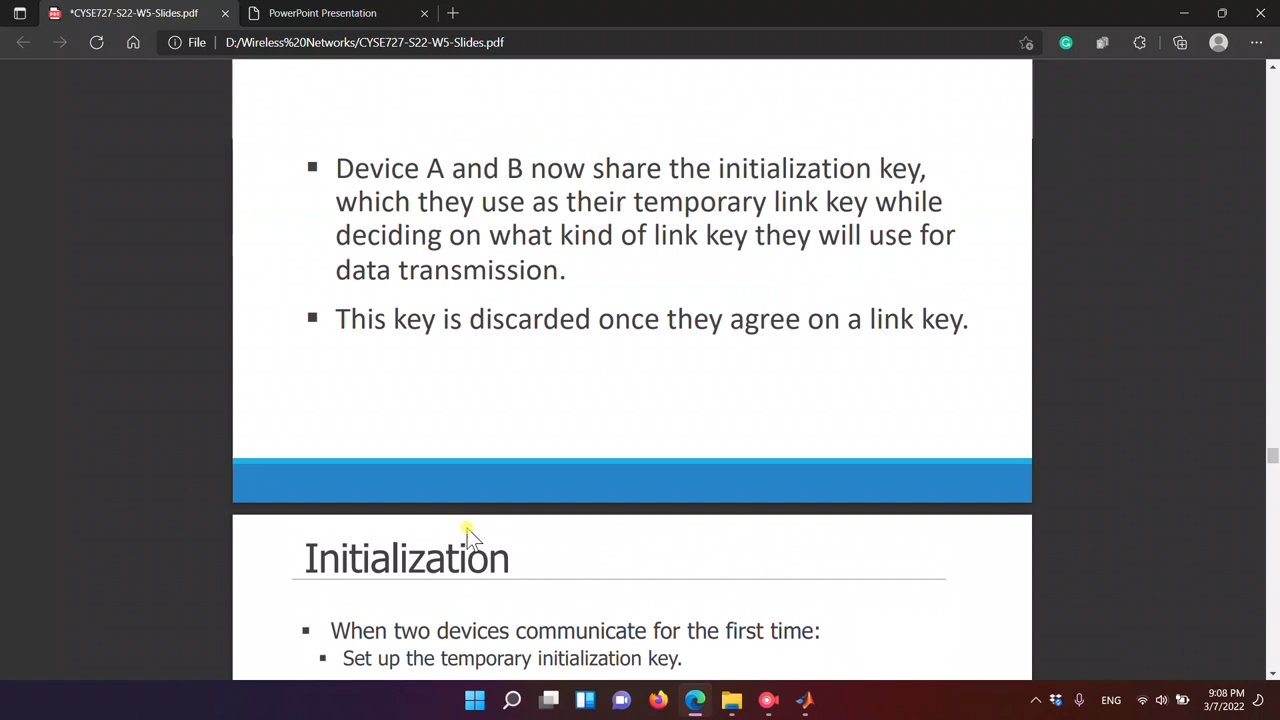 *CYSE727-S22-W5-Slides.pdf
PowerPoint Presentation
File
D:/Wireless%20Networks/CYSE727-S22-W5-Slides.pdf
▪ Device A and B now share the initialization key,
which they use as their temporary link key while
deciding on what kind of link key they will use for
data transmission.
▪ This key is discarded once they agree on a link key.
Initialization
▪ When two devices communicate for the first time:
▪ Set up the temporary initialization key.
ENG
9:08 PM
3/7/2022